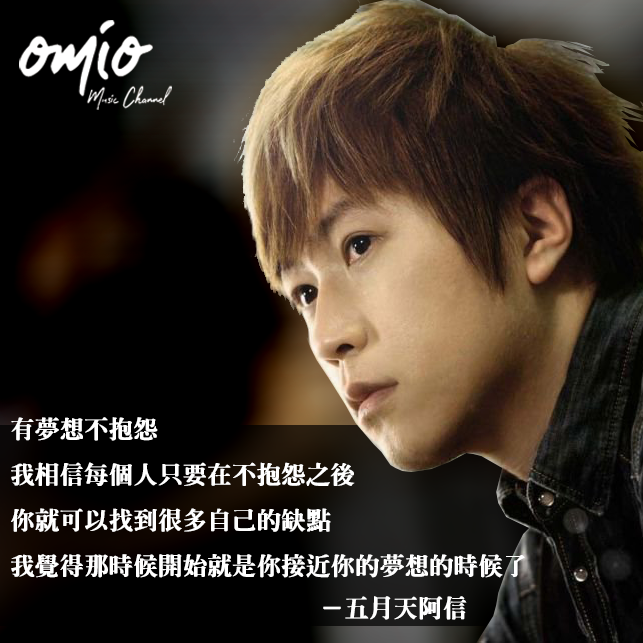 omio
Music Channel
有夢想不抱怨
我相信每個人只要在不抱怨之後
你就可以找到很多自己的缺點
我覺得那時候開始就是你接近你的夢想的時候了
－五月天阿信